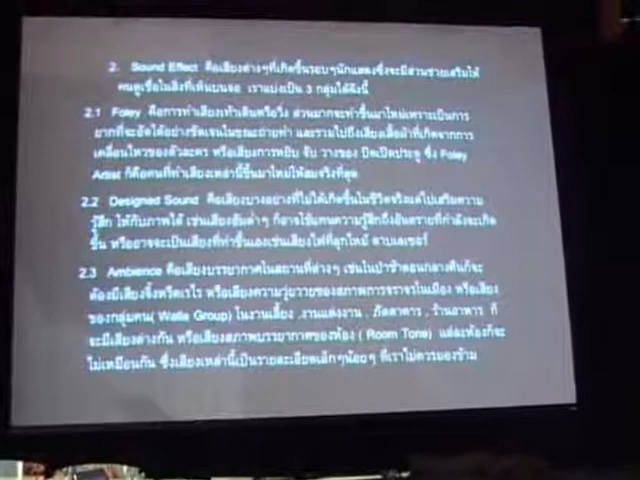 2. Sound Effect คือเสียงต่างๆที่เกิดขึ้นรอบๆนักแสดงซึ่งจะมีส่วนช่วยเสริมให้
คนดูเชื่อในสิ่งที่เห็นบนจอ เราแบ่งเป็น 3 กลุ่มได้ดังนี้
2.1 Foley คือการทำเสียงเท้าเดินหรือวิ่ง ส่วนมากจะทำขึ้นมาใหม่เพราะเป็นการ
ยากที่จะอัดได้อย่างชัดเจนในขณะถ่ายทำ และรวมไปถึงเสียงเสื้อผ้าที่เกิดจากการ
เคลื่อนไหวของตัวละคร หรือเสียงการหยิบ จับ วางของ ปิดเปิดประตู ซึ่ง Foley
Artist ก็คือคนที่ทำเสียงเหล่านี้ขึ้นมาใหม่ให้สมจริงที่สุด
2.2 Designed Sound คือเสียงบางอย่างที่ไม่ได้เกิดขึ้นในชีวิตจริงแต่ไปเสริมความ
รู้สึก ให้กับภาพได้ เช่นเสียงฮัมต่ำๆ ก็อาจใช้แทนความรู้สึกถึงอันตรายที่กำลังจะเกิด
ขึ้น หรืออาจจะเป็นเสียงที่ทำขึ้นเองเช่นเสียงไฟที่ลุกไหม้ ดาบเลเซอร์
2.3 Ambience คือเสียงบรรยากาศในสถานที่ต่างๆ เช่นในป่าช้าตอนกลางคืนก็จะ
ต้องมีเสียงจิ้งหรีดเรไร หรือเสียงความวุ่นวายของสภาพการจราจรในเมือง หรือเสียง
ของกลุ่มคน( Walla Group) ในงานเลี้ยง ,งานแต่งงาน , ภัตตาคาร , ร้านอาหาร ก็
จะมีเสียงต่างกัน หรือเสียงสภาพบรรยากาศของห้อง ( Room Tone) แต่ละห้องก็จะ
ไม่เหมือนกัน ซึ่งเสียงเหล่านี้เป็นรายละเอียดเล็กๆน้อยๆ ที่เราไม่ควรมองข้าม